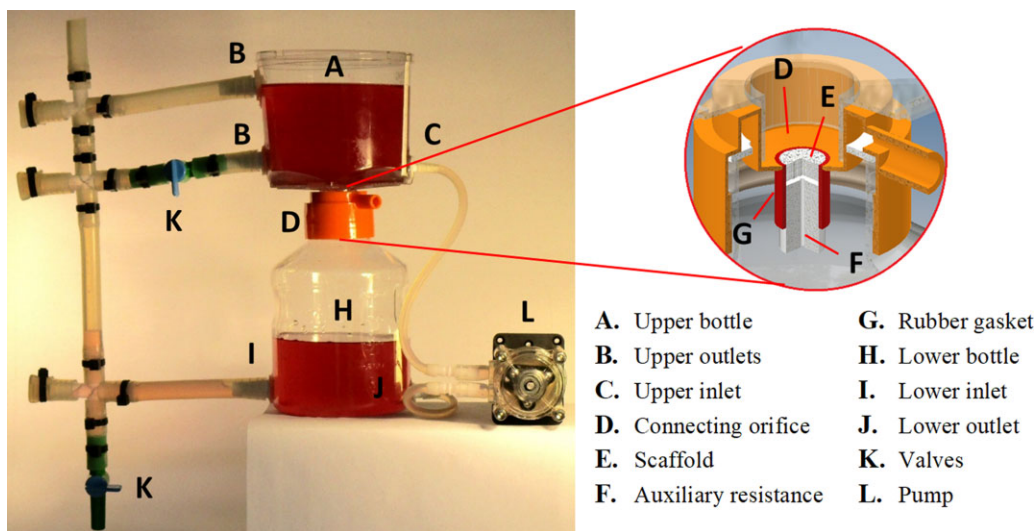 B
A
B
C
K
D
H
L
I
J
K
D
E
G
F
A. Upper bottle
B. Upper outlets
C. Upper inlet
D. Connecting orifice
E. Scaffold
F. Auxiliary resistance
G. Rubber gasket
H. Lower bottle
I. Lower inlet
J. Lower outlet
K. Valves
L. Pump